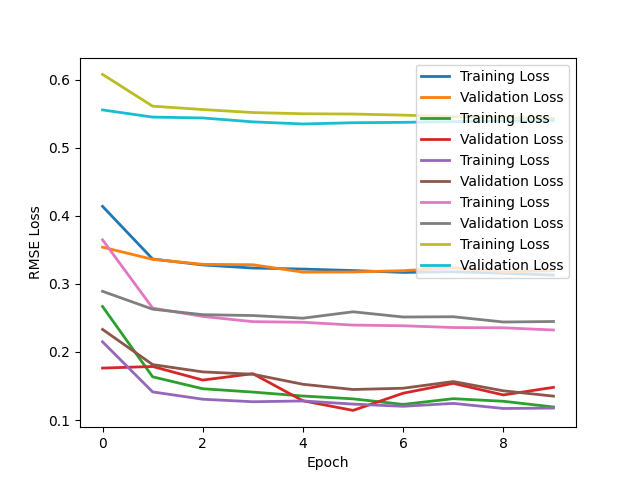 0.6
0.5
0.4
0.3
0.2
0.1
RMSE Loss
Training Loss
Validation Loss
Training Loss
Validation Loss
Training Loss
Validation Loss
Training Loss
Validation Loss
Training Loss
Validation Loss
0 2 4 6 8
Epoch